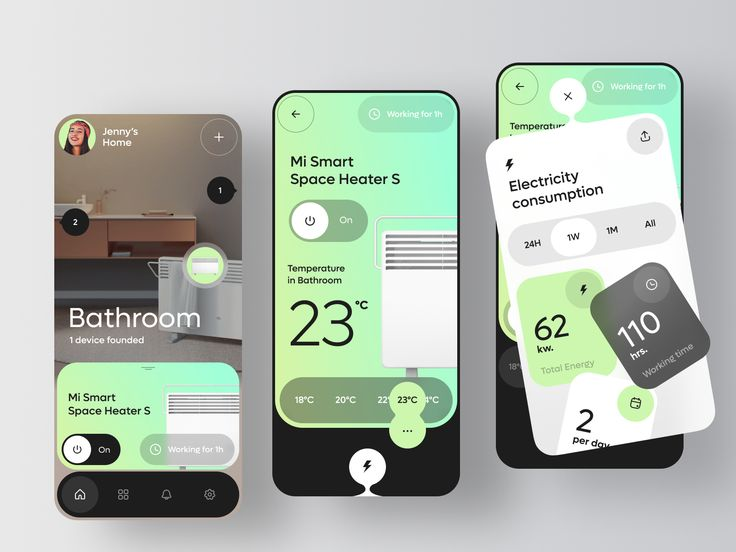 Jenny's
Home
1
2
Bathroom
1 device founded
Mi Smart
Space Heater S
On
Working for 1h
Working for 1h
Mi Smart
Space Heater S
On
Temperature
in Bathroom
23°C
18°C
20°C
22°
23°C
4°C
Working for 1h
Temperature
Electricity
consumption
24H
1W
1M
All
62
kw.
Total Energy
110
hrs.
Working time
2
per day
18°